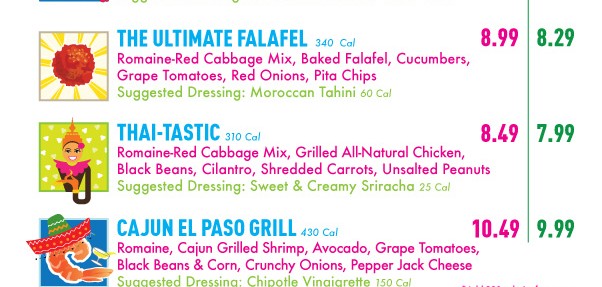 THE ULTIMATE FALAFEL 340 Cal 8.99 8.29
Romaine-Red Cabbage Mix, Baked Falafel, Cucumbers,
Grape Tomatoes, Red Onions, Pita Chips
Suggested Dressing: Moroccan Tahini 60 Cal
THAI-TASTIC 310 Cal 8.49 7.99
Romaine-Red Cabbage Mix, Grilled All-Natural Chicken,
Black Beans, Cilantro, Shredded Carrots, Unsalted Peanuts
Suggested Dressing: Sweet & Creamy Sriracha 25 Cal
CAJUN EL PASO GRILL 430 Cal 10.49 9.99
Romaine, Cajun Grilled Shrimp, Avocado, Grape Tomatoes,
Black Beans & Corn, Crunchy Onions, Pepper Jack Cheese
Suggested Dressing: Chipotle Vinaigrette 150 Cal